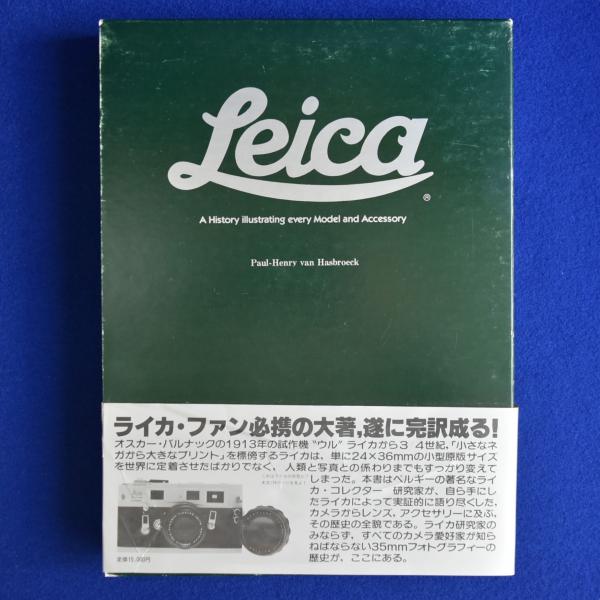 Leica
®
A History illustrating every Model and Accessory
Paul-Henry van Hasbroeck
ライカ・ファン必携の大著,遂に完訳成る!
オスカー・バルナックの1913年の試作機“ウル”ライカから3 4世紀、「小さなネ
ガから大きなプリント」を標傍するライカは、単に24×36mmの小型原版サイズ
を世界に定着させたばかりでなく、人類と写真との係わりまでもすっかり変えて
しまった。本書はベルギーの著名なライ
カ・コレクター 研究家が、自ら手にし
たライカによって実証的に語り尽くした,
カメラからレンズ,アクセサリーに及ぶ,
その歴史の全貌である。ライカ研究家の
みならず,すべてのカメラ愛好家が知ら
ねばならない35mmフォトグラフィーの
歴史が、ここにある。
定価15,000円